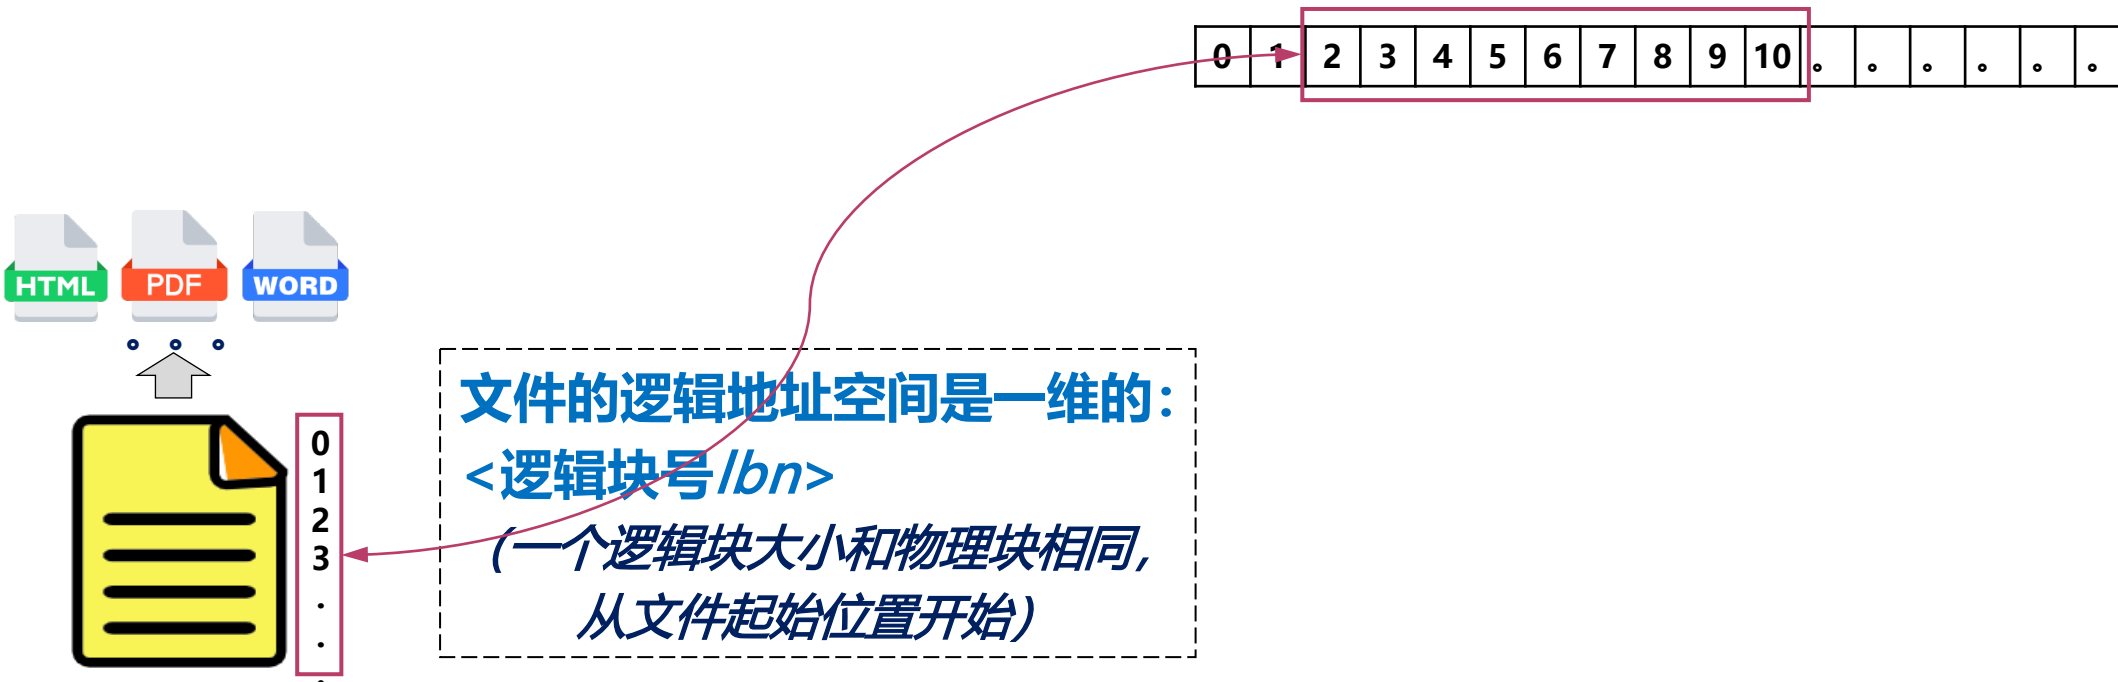 0 1 2 3 4 5 6 7 8 9 10 。 。 。 。 。 。
HTML PDF WORD
。 。 。
0
1
2
3
.
.
.
文件的逻辑地址空间是一维的：
<逻辑块号lbn>
（一个逻辑块大小和物理块相同，
从文件起始位置开始）